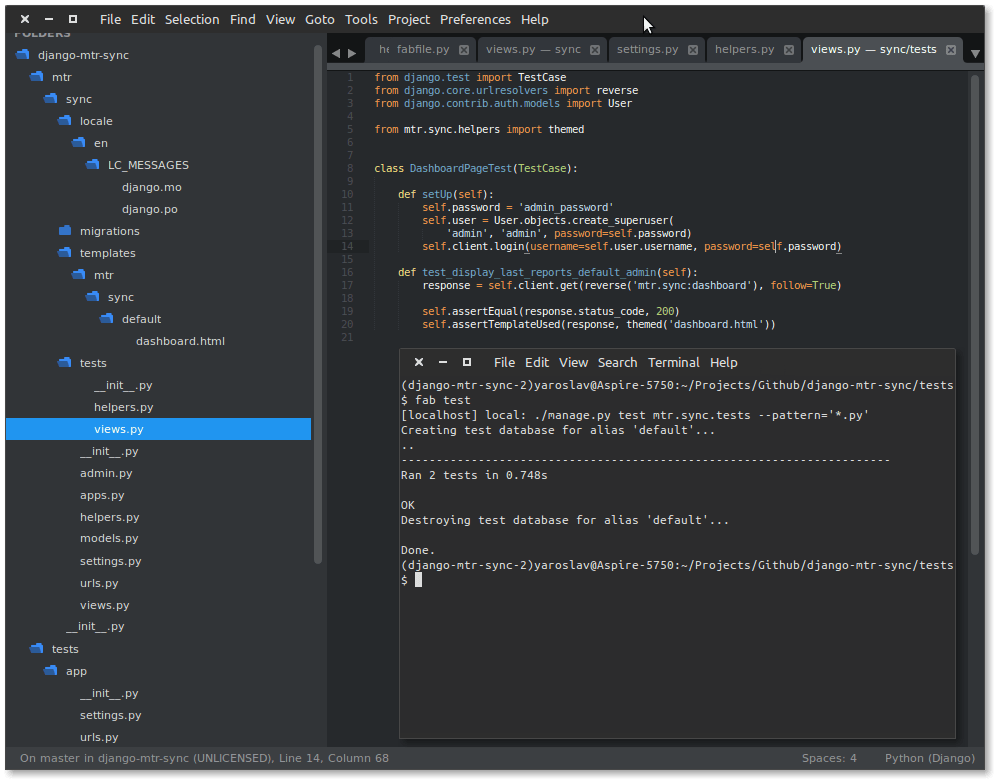 File Edit Selection Find View Goto Tools Project Preferences Help
FOLDERS
django-mtr-sync
mtr
sync
locale
en
LC_MESSAGES
django.mo
django.po
migrations
templates
mtr
sync
default
dashboard.html
tests
__init__.py
helpers.py
views.py
__init__.py
admin.py
apps.py
helpers.py
models.py
settings.py
urls.py
views.py
__init__.py
tests
app
__init__.py
settings.py
urls.py
he fabfile.py views.py — sync settings.py helpers.py views.py — sync/tests
1 from django.test import TestCase
2 from django.core.urlresolvers import reverse
3 from django.contrib.auth.models import User
4
5 from mtr.sync.helpers import themed
6
7
8 class DashboardPageTest(TestCase):
9
10 def setUp(self):
11 self.password = 'admin_password'
12 self.user = User.objects.create_superuser(
13 'admin', 'admin', password=self.password)
14 self.client.login(username=self.user.username, password=self.password)
15
16 def test_display_last_reports_default_admin(self):
17 response = self.client.get(reverse('mtr.sync:dashboard'), follow=True)
18
19 self.assertEqual(response.status_code, 200)
20 self.assertTemplateUsed(response, themed('dashboard.html'))
21
File Edit View Search Terminal Help
(django-mtr-sync-2)yaroslav@Aspire-5750:~/Projects/Github/django-mtr-sync/tests
$ fab test
[localhost] local: ./manage.py test mtr.sync.tests --pattern='*.py'
Creating test database for alias 'default'...
..
----------------------------------------------------------------------
Ran 2 tests in 0.748s
OK
Destroying test database for alias 'default'...
Done.
(django-mtr-sync-2)yaroslav@Aspire-5750:~/Projects/Github/django-mtr-sync/tests
$
On master in django-mtr-sync (UNLICENSED), Line 14, Column 68 Spaces: 4 Python (Django)